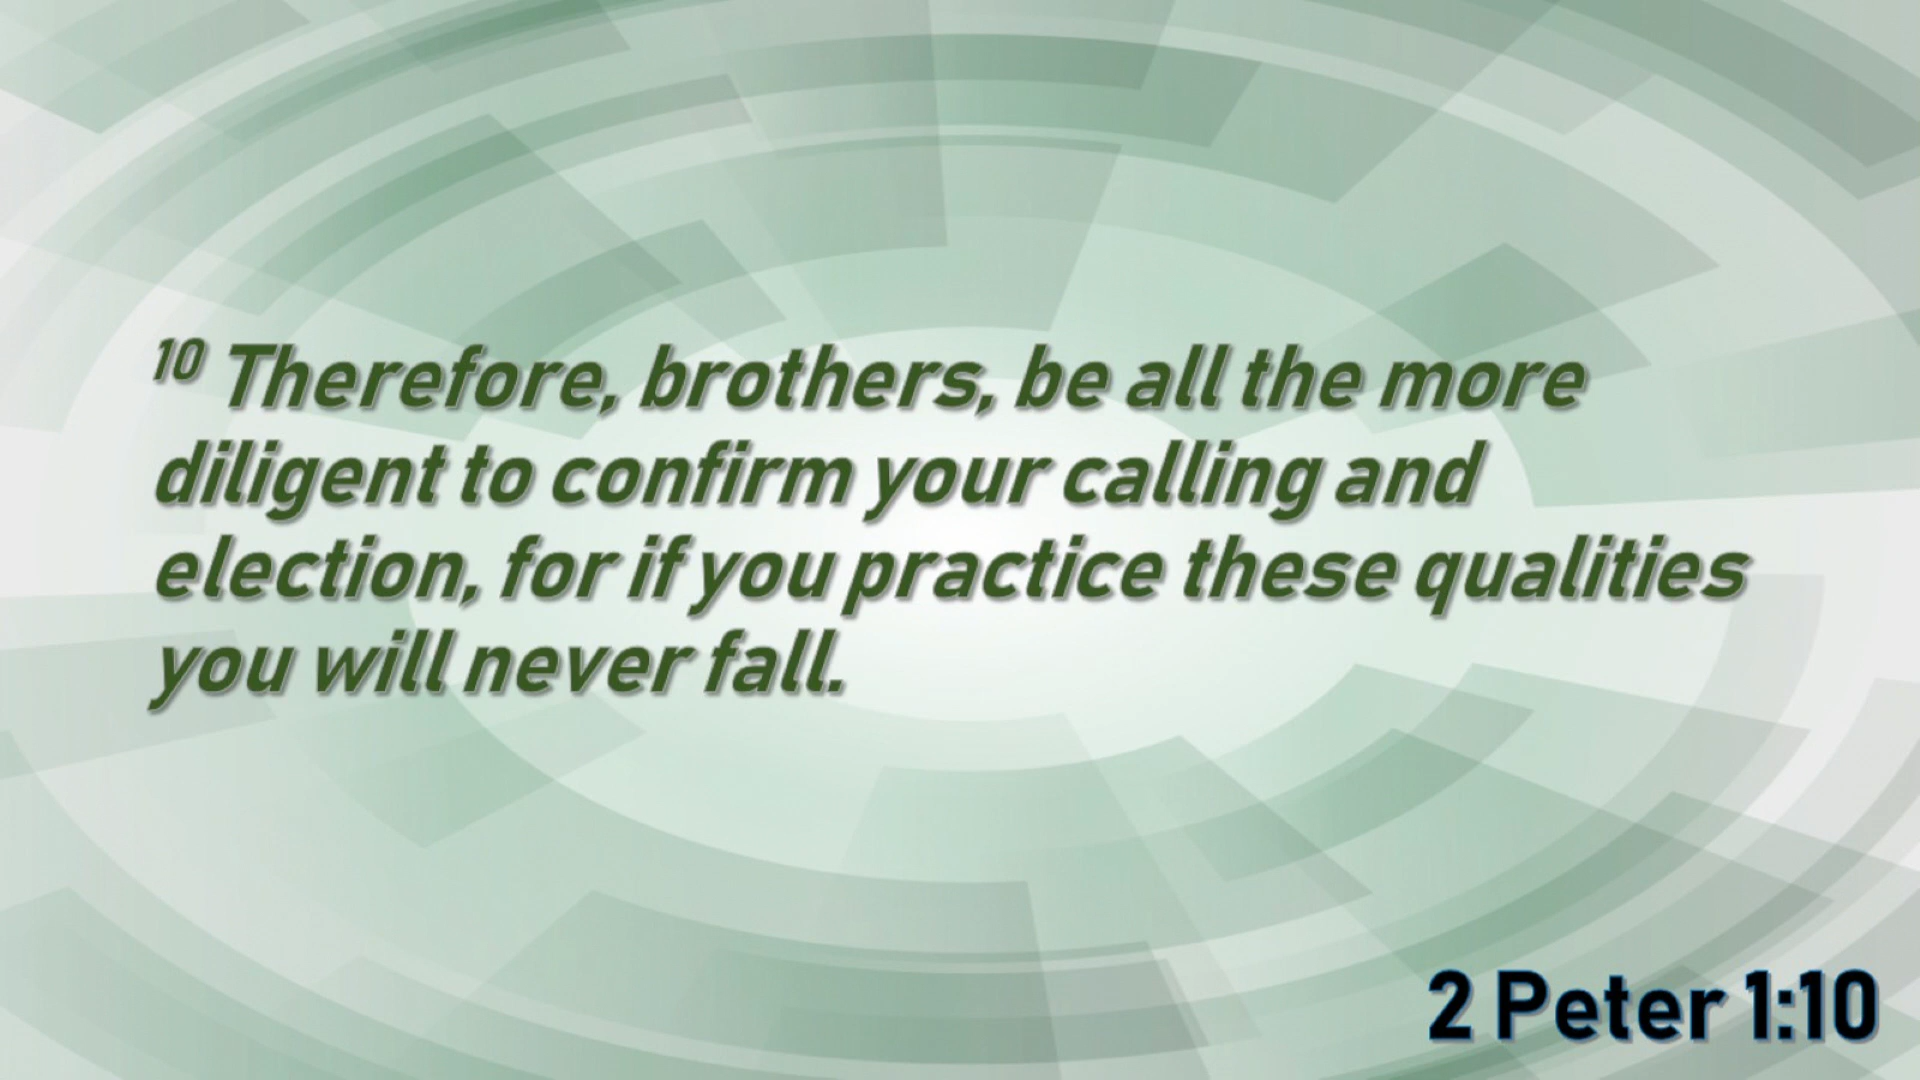 10 Therefore, brothers, be all the more
diligent to confirm your calling and
election, for if you practice these qualities
you will never fall.
2 Peter 1:10